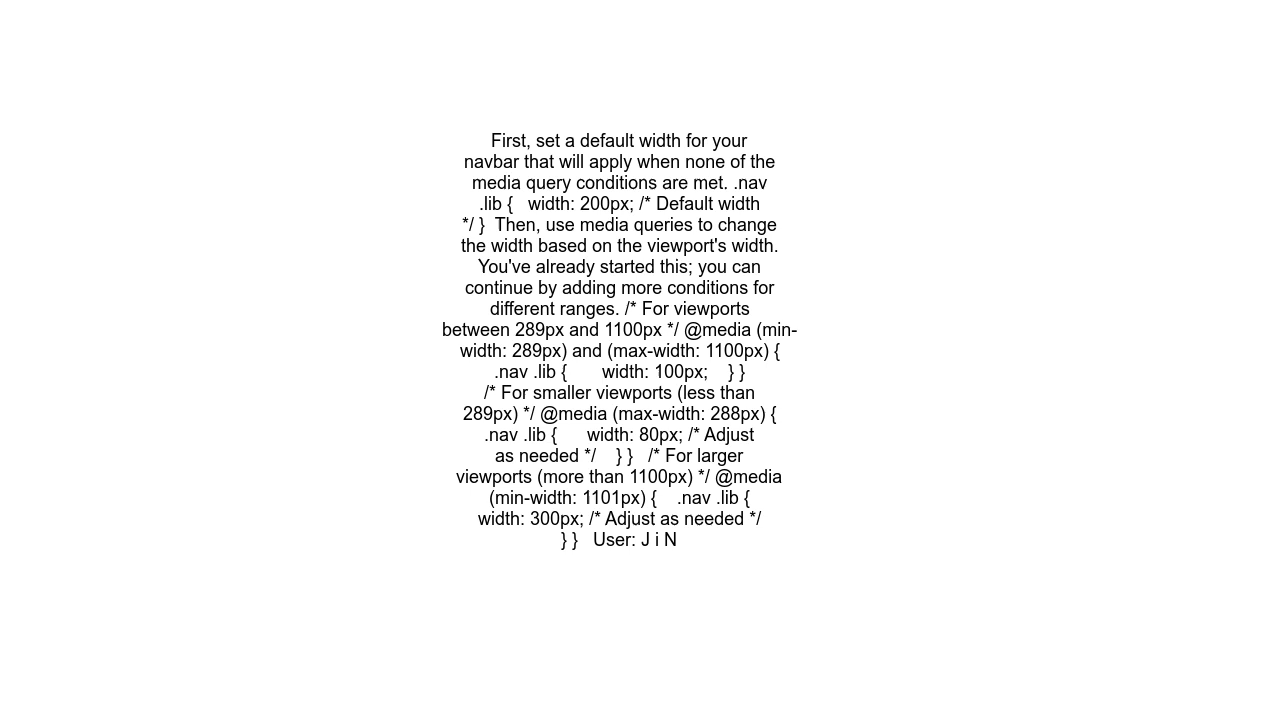 First, set a default width for your
navbar that will apply when none of the
media query conditions are met. .nav
.lib {   width: 200px; /* Default width
*/ }  Then, use media queries to change
the width based on the viewport's width.
You've already started this; you can
continue by adding more conditions for
different ranges. /* For viewports
between 289px and 1100px */ @media (min-
width: 289px) and (max-width: 1100px) {
.nav .lib {       width: 100px;    } }
/* For smaller viewports (less than
289px) */ @media (max-width: 288px) {
.nav .lib {      width: 80px; /* Adjust
as needed */    } }   /* For larger
viewports (more than 1100px) */ @media
(min-width: 1101px) {    .nav .lib {
width: 300px; /* Adjust as needed */
} }   User: J i N